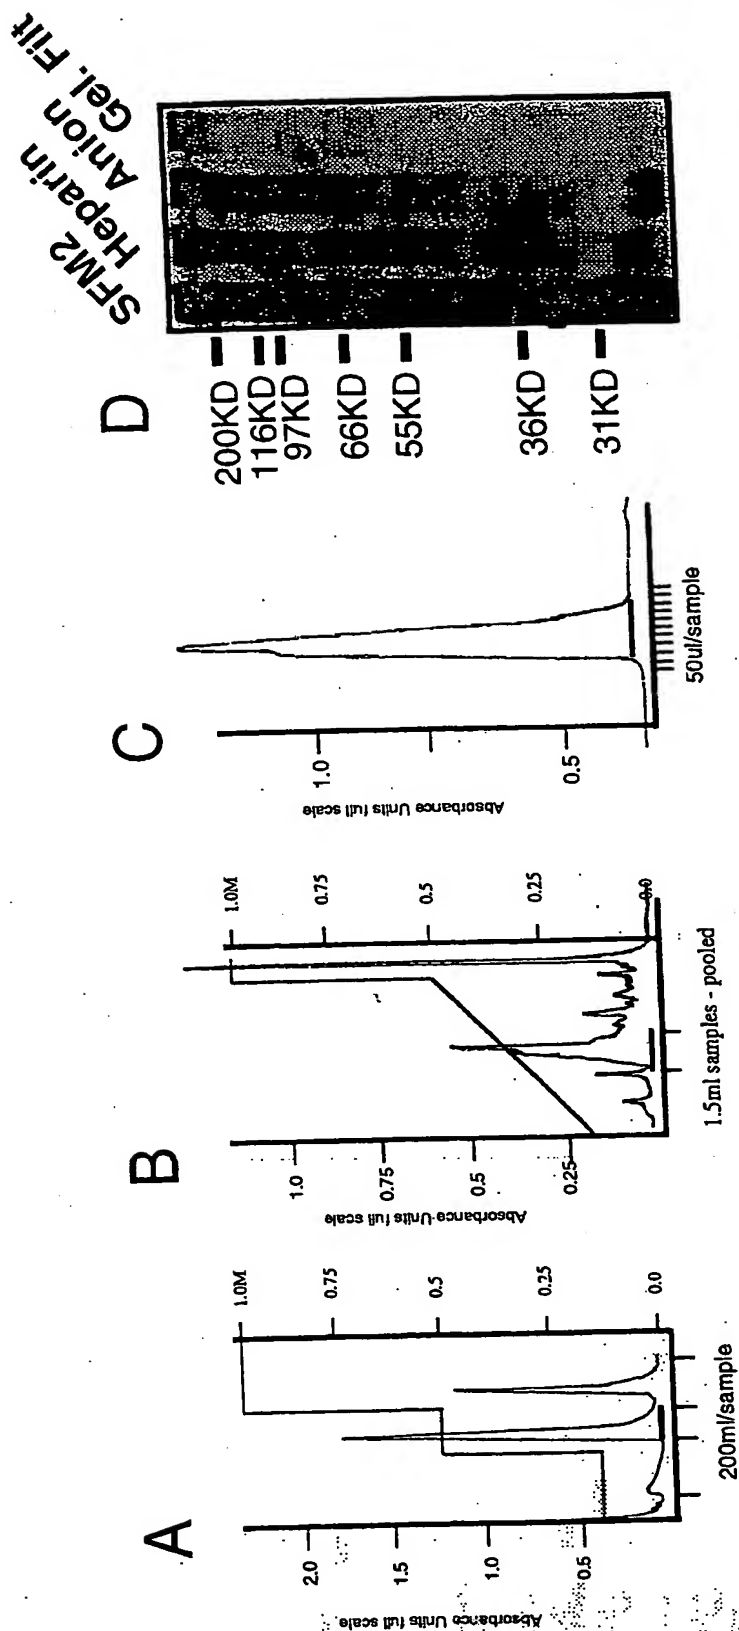 A
Absorbance Units full scale
2.0
1.5
1.0
0.5
1.0M
0.75
0.5
0.25
0.0
200ml/sample
B
Absorbance Units full scale
1.0
0.75
0.5
0.25
1.0M
0.75
0.5
0.25
0.0
1.5ml samples - pooled
C
Absorbance Units full scale
1.0
0.5
50ul/sample
D
SFM2
Heparin
Anion
Gel. Filt
200KD
116KD
97KD
66KD
55KD
36KD
31KD